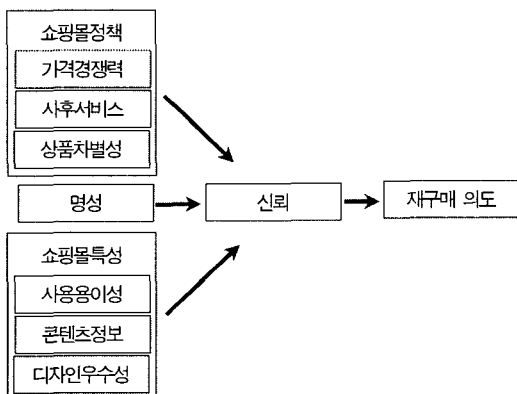 쇼핑몰정책
가격경쟁력
사후서비스
상품차별성
명성
신뢰
재구매 의도
쇼핑몰특성
사용용이성
콘텐츠정보
디자인우수성